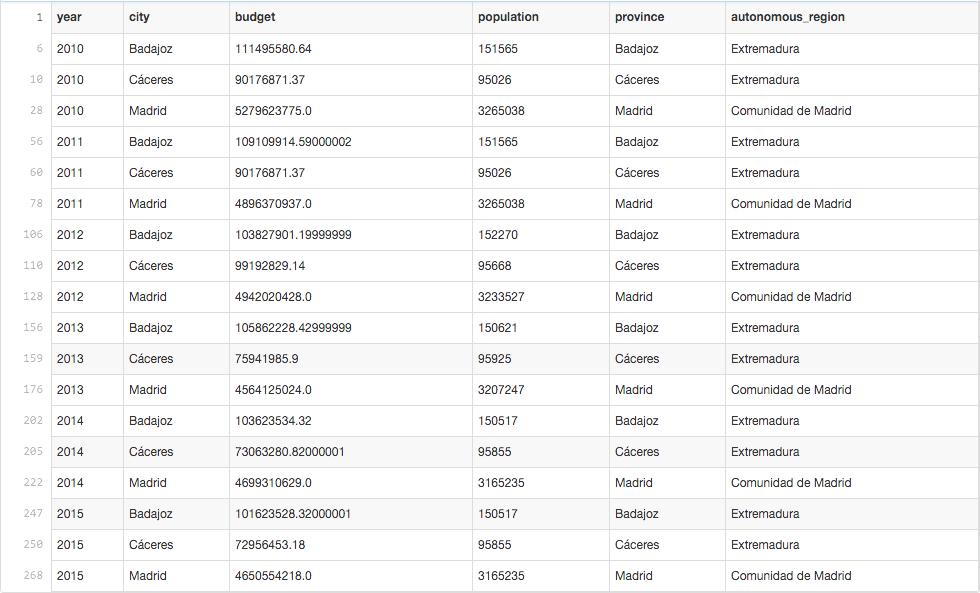 1 year city budget population province autonomous_region
6 2010 Badajoz 111495580.64 151565 Badajoz Extremadura
10 2010 Cáceres 90176871.37 95026 Cáceres Extremadura
28 2010 Madrid 5279623775.0 3265038 Madrid Comunidad de Madrid
56 2011 Badajoz 109109914.59000002 151565 Badajoz Extremadura
60 2011 Cáceres 90176871.37 95026 Cáceres Extremadura
78 2011 Madrid 4896370937.0 3265038 Madrid Comunidad de Madrid
106 2012 Badajoz 103827901.19999999 152270 Badajoz Extremadura
110 2012 Cáceres 99192829.14 95668 Cáceres Extremadura
128 2012 Madrid 4942020428.0 3233527 Madrid Comunidad de Madrid
156 2013 Badajoz 105862228.42999999 150621 Badajoz Extremadura
159 2013 Cáceres 75941985.9 95925 Cáceres Extremadura
176 2013 Madrid 4564125024.0 3207247 Madrid Comunidad de Madrid
202 2014 Badajoz 103623534.32 150517 Badajoz Extremadura
205 2014 Cáceres 73063280.82000001 95855 Cáceres Extremadura
222 2014 Madrid 4699310629.0 3165235 Madrid Comunidad de Madrid
247 2015 Badajoz 101623528.32000001 150517 Badajoz Extremadura
250 2015 Cáceres 72956453.18 95855 Cáceres Extremadura
268 2015 Madrid 4650554218.0 3165235 Madrid Comunidad de Madrid